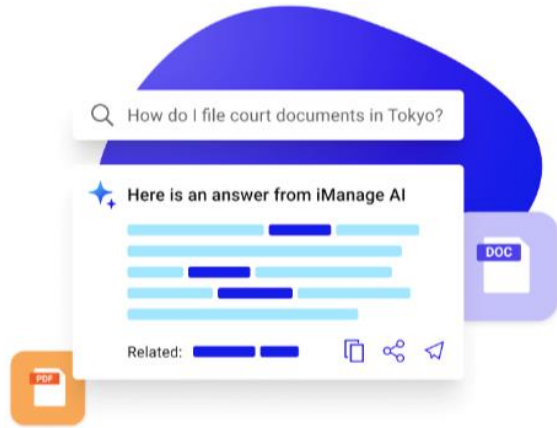 How do I file court documents in Tokyo?
Here is an answer from iManage AI
DOC
Related:
PDF